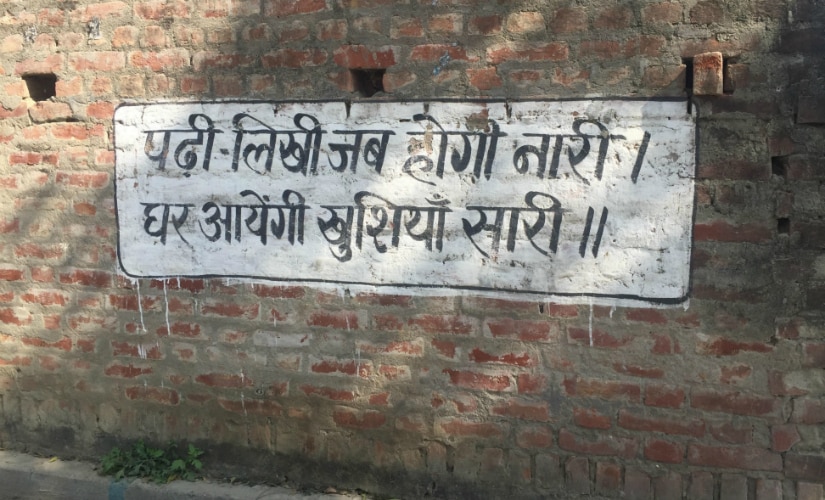 पढ़ी-लिखी जब होगी नारी ।
घर आयेंगी खुशियाँ सारी ॥